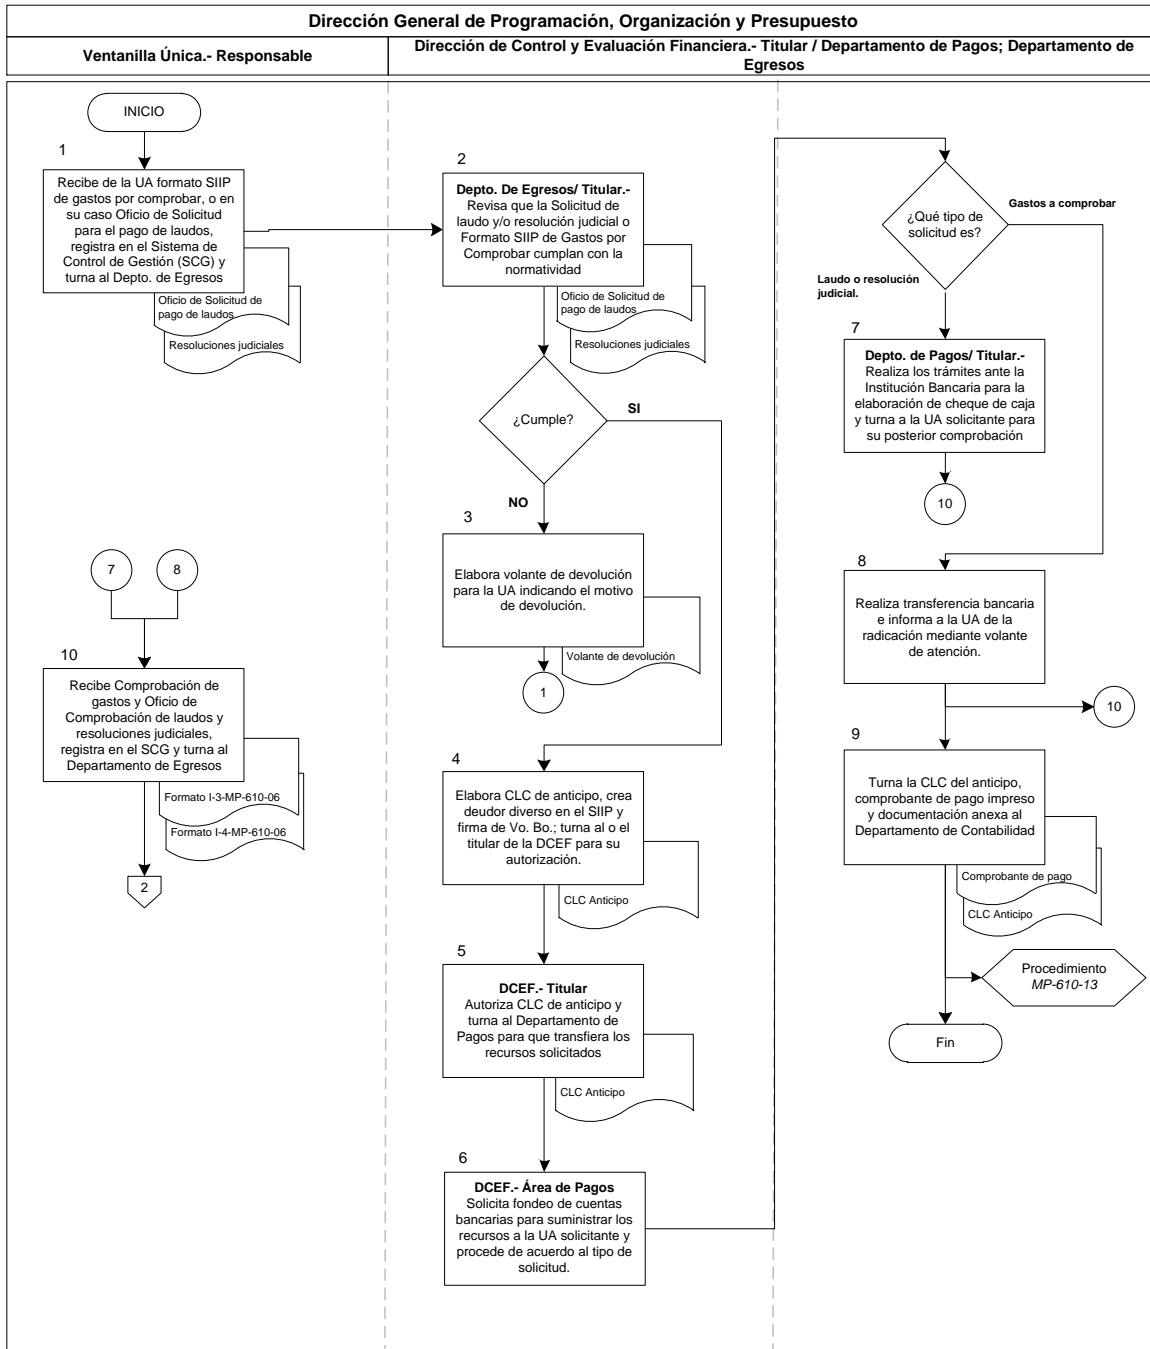 Dirección General de Programación, Organización y Presupuesto
Ventanilla Única.- Responsable
Dirección de Control y Evaluación Financiera.- Titular / Departamento de Pagos; Departamento de
Egresos
INICIO
1
Recibe de la UA formato SIIP
de gastos por comprobar, o en
su caso Oficio de Solicitud
para el pago de laudos,
registra en el Sistema de
Control de Gestión (SCG) y
turna al Depto. de Egresos
Oficio de Solicitud de
pago de laudos
Resoluciones judiciales
7
8
10
Recibe Comprobación de
gastos y Oficio de
Comprobación de laudos y
resoluciones judiciales,
registra en el SCG y turna al
Departamento de Egresos
Formato I-3-MP-610-06
Formato I-4-MP-610-06
2
2
Depto. De Egresos/ Titular.-
Revisa que la Solicitud de
laudo y/o resolución judicial o
Formato SIIP de Gastos por
Comprobar cumplan con la
normatividad
Oficio de Solicitud de
pago de laudos
Resoluciones judiciales
¿Cumple?
SI
NO
3
Elabora volante de devolución
para la UA indicando el motivo
de devolución.
Volante de devolución
1
4
Elabora CLC de anticipo, crea
deudor diverso en el SIIP y
firma de Vo. Bo.; turna al o el
titular de la DCEF para su
autorización.
CLC Anticipo
5
DCEF.- Titular
Autoriza CLC de anticipo y
turna al Departamento de
Pagos para que transfiera los
recursos solicitados
CLC Anticipo
6
DCEF.- Área de Pagos
Solicita fondeo de cuentas
bancarias para suministrar los
recursos a la UA solicitante y
procede de acuerdo al tipo de
solicitud.
¿Qué tipo de
solicitud es?
Gastos a comprobar
Laudo o resolución
judicial.
7
Depto. de Pagos/ Titular.-
Realiza los trámites ante la
Institución Bancaria para la
elaboración de cheque de caja
y turna a la UA solicitante para
su posterior comprobación
10
8
Realiza transferencia bancaria
e informa a la UA de la
radicación mediante volante
de atención.
10
9
Turna la CLC del anticipo,
comprobante de pago impreso
y documentación anexa al
Departamento de Contabilidad
Comprobante de pago
CLC Anticipo
Procedimiento
MP-610-13
Fin